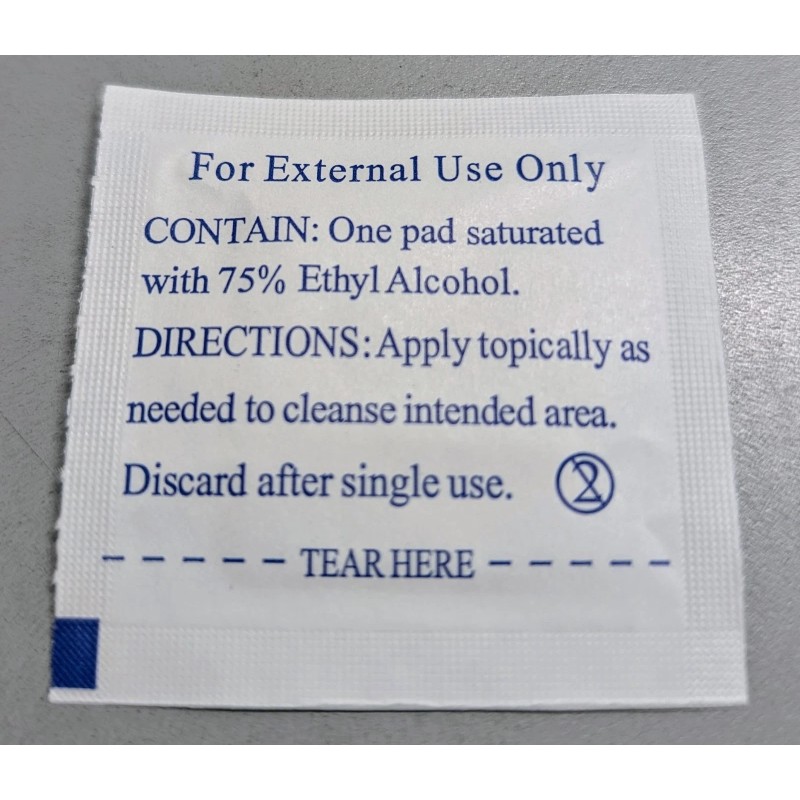 For External Use Only
CONTAIN: One pad saturated
with 75% Ethyl Alcohol.
DIRECTIONS: Apply topically as
needed to cleanse intended area.
Discard after single use. 2
- - - - - TEAR HERE - - - - -